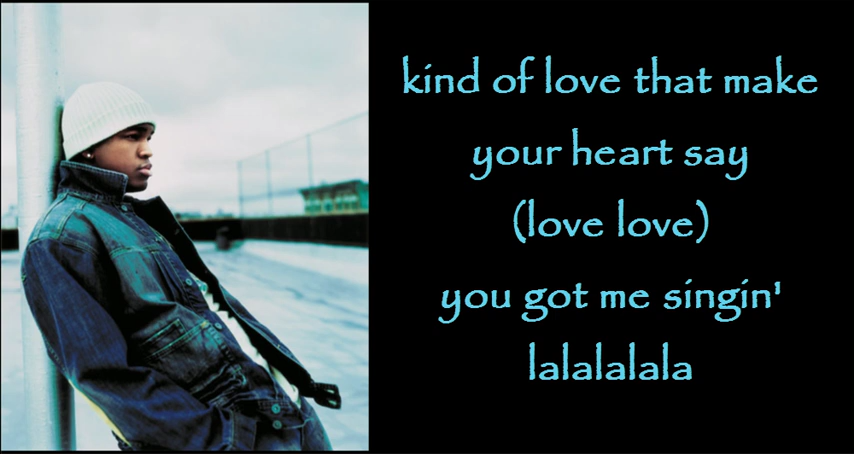 kind of love that make
your heart say
(love love)
you got me singin'
lalalalala